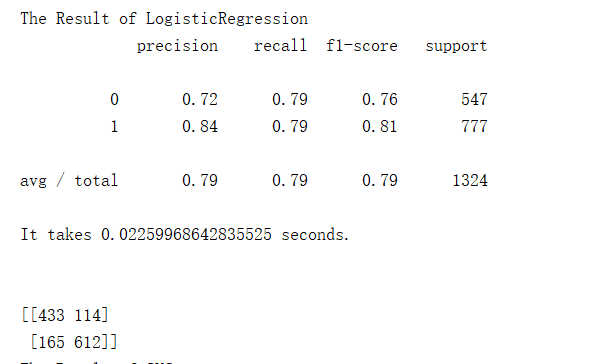 The Result of LogisticRegression
precision recall f1-score support
0 0.72 0.79 0.76 547
1 0.84 0.79 0.81 777
avg / total 0.79 0.79 0.79 1324
It takes 0.02259968642835525 seconds.
[[433 114]
[165 612]]